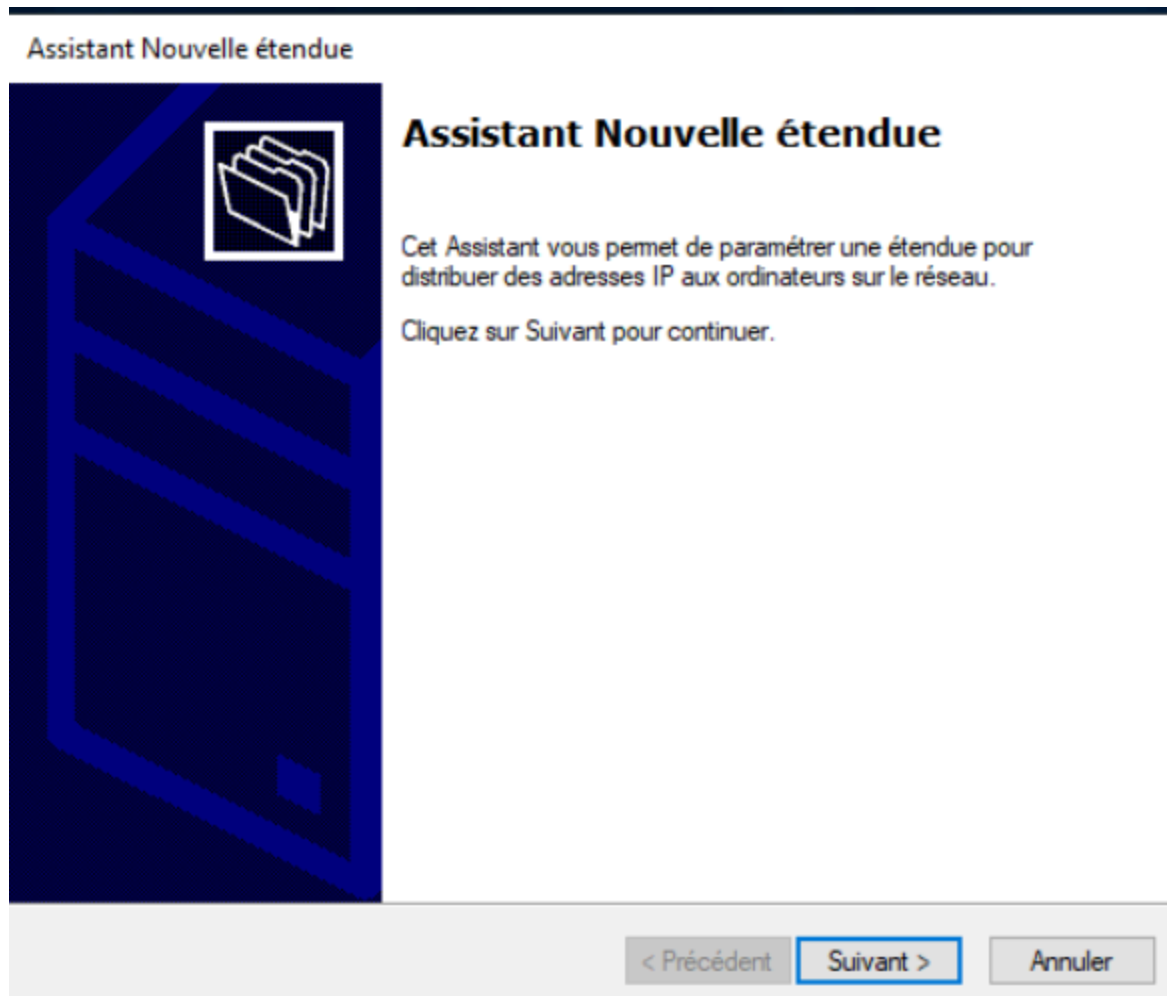 Assistant Nouvelle étendue
Assistant Nouvelle étendue
Cet Assistant vous permet de paramétrer une étendue pour
distribuer des adresses IP aux ordinateurs sur le réseau.
Cliquez sur Suivant pour continuer.
< Précédent Suivant > Annuler